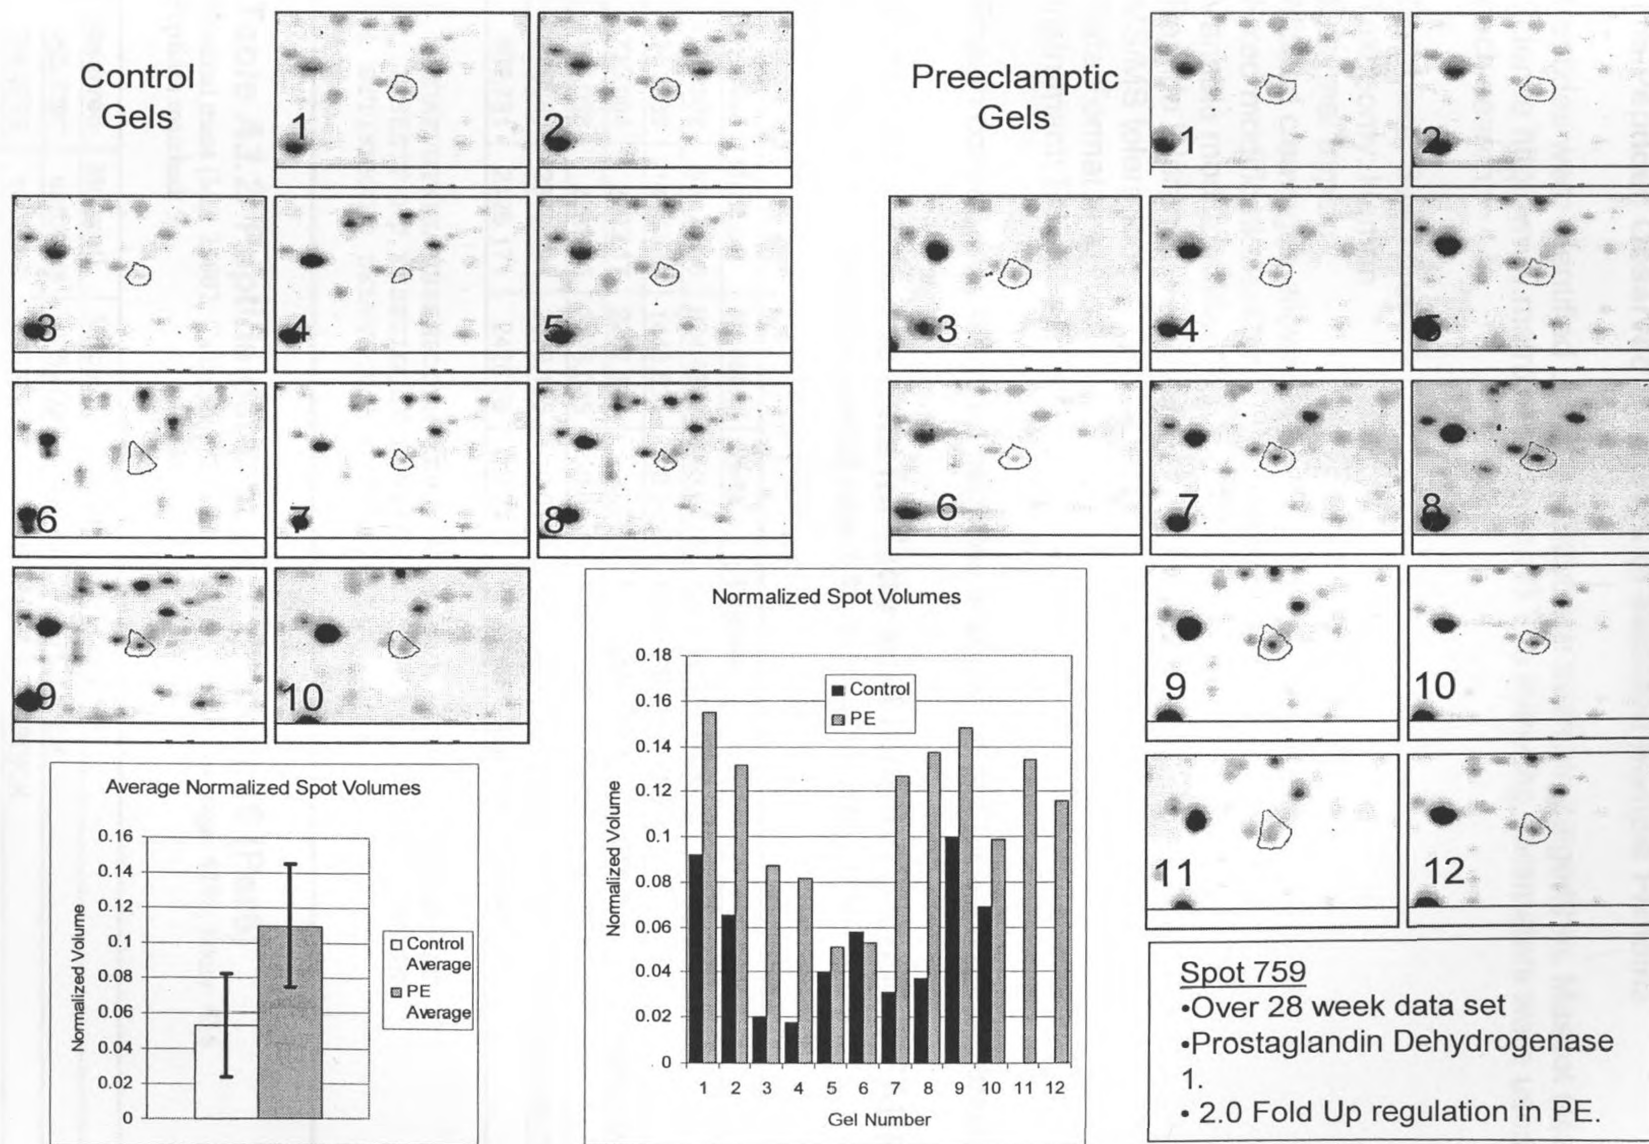 Control
Gels
1
2
3
4
5
6
7
8
9
10
Preeclamptic
Gels
1
2
3
4
5
6
7
8
9
10
11
12
Average Normalized Spot Volumes
Normalized Volume
0.16
0.14
0.12
0.1
0.08
0.06
0.04
0.02
0
Control
Average
PE
Average
Normalized Spot Volumes
Normalized Volume
0.18
0.16
0.14
0.12
0.1
0.08
0.06
0.04
0.02
0
Control
PE
1 2 3 4 5 6 7 8 9 10 11 12
Gel Number
Spot 759
•Over 28 week data set
•Prostaglandin Dehydrogenase
1.
• 2.0 Fold Up regulation in PE.